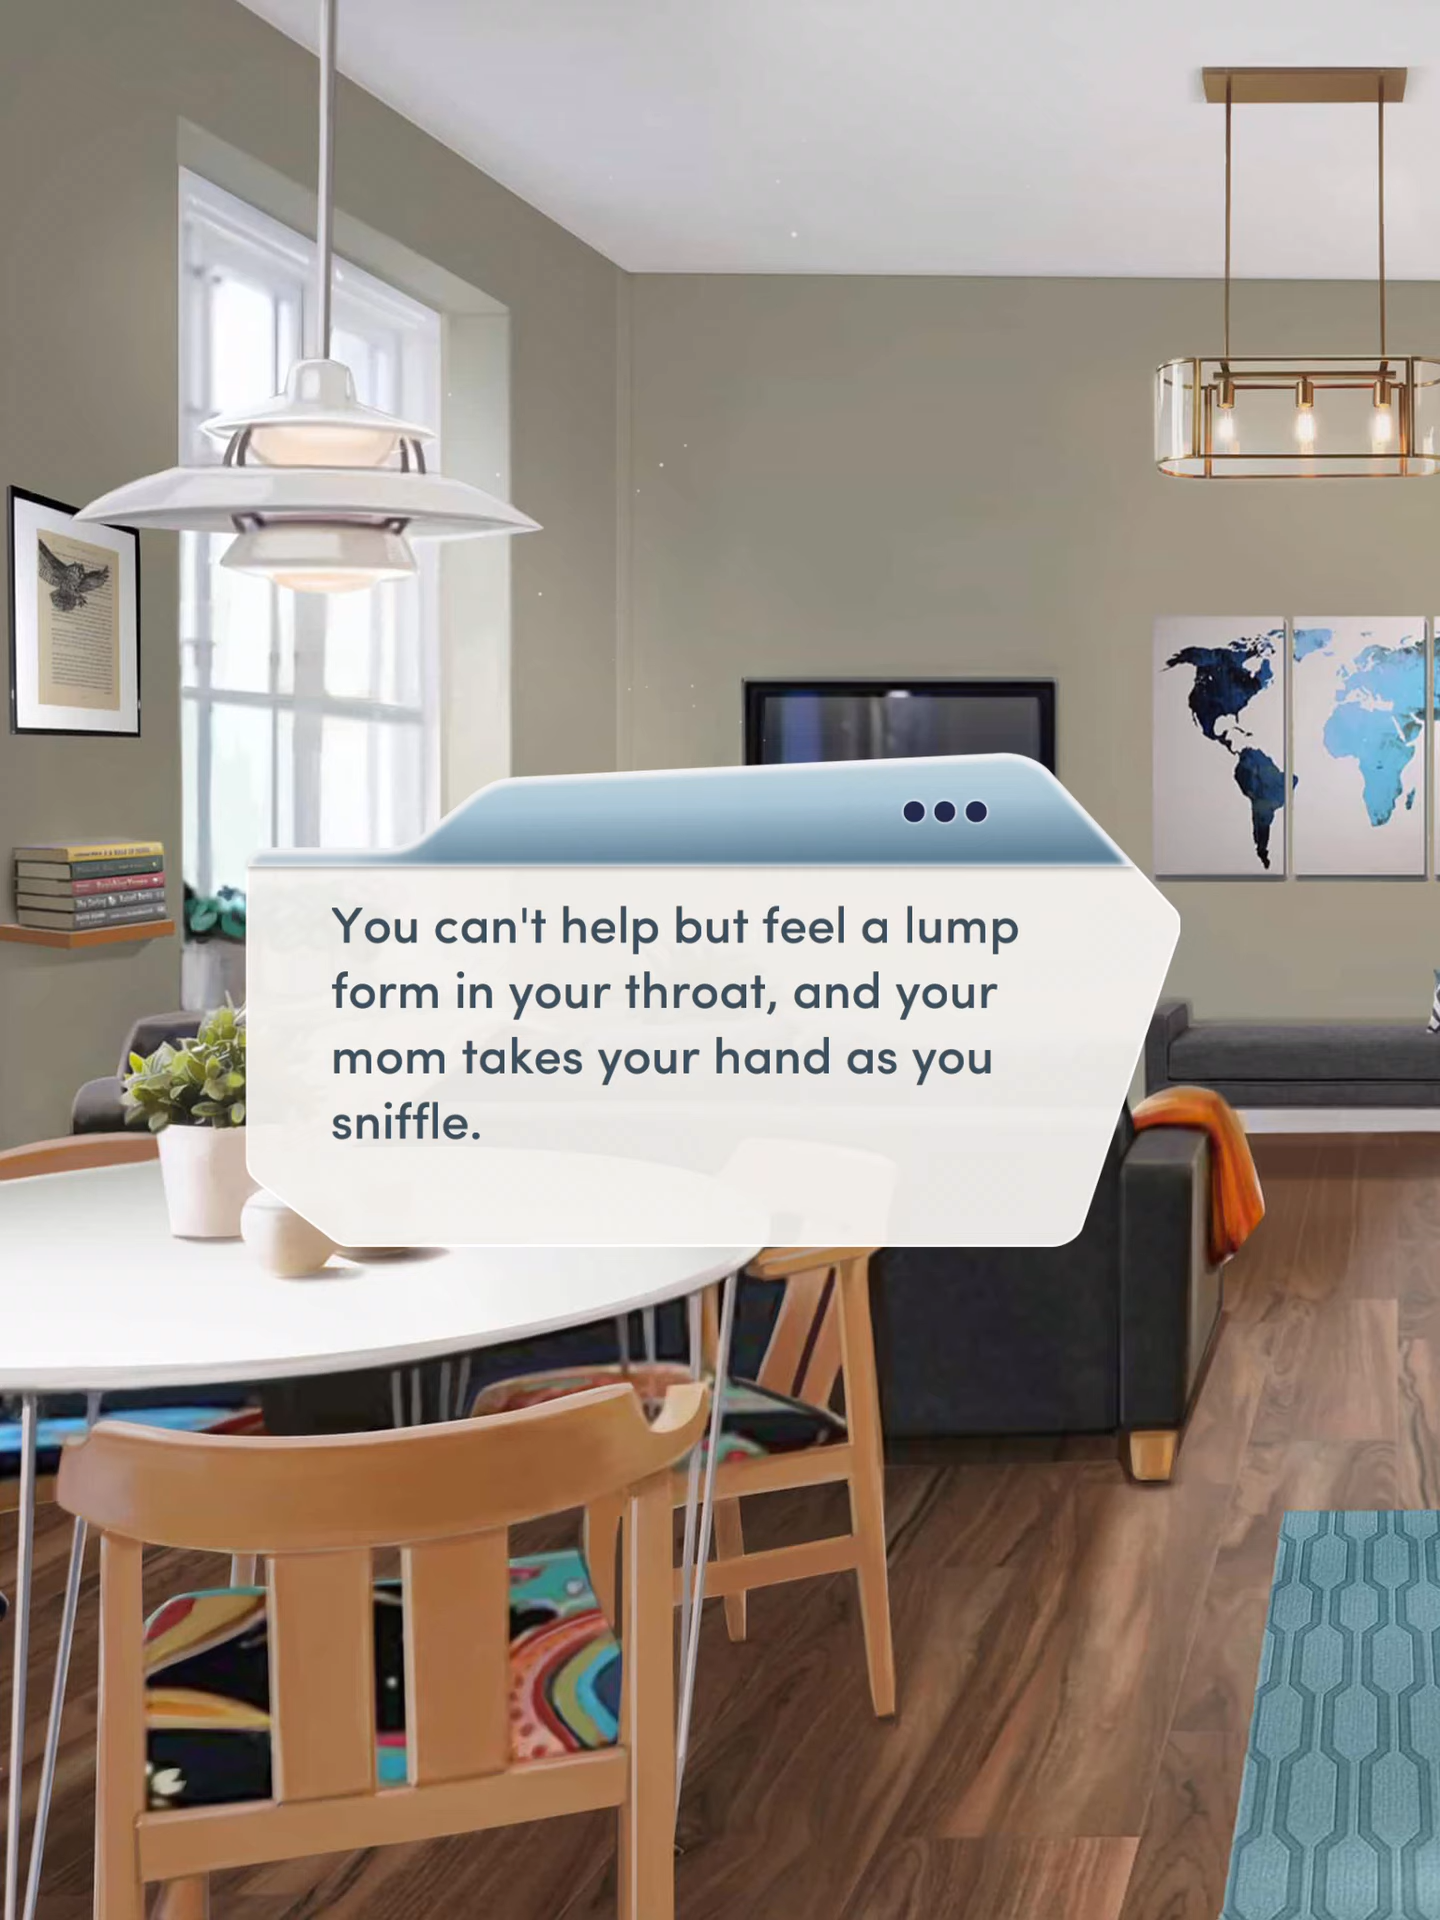 You can't help but feel a lump
form in your throat, and your
mom takes your hand as you
sniffle.